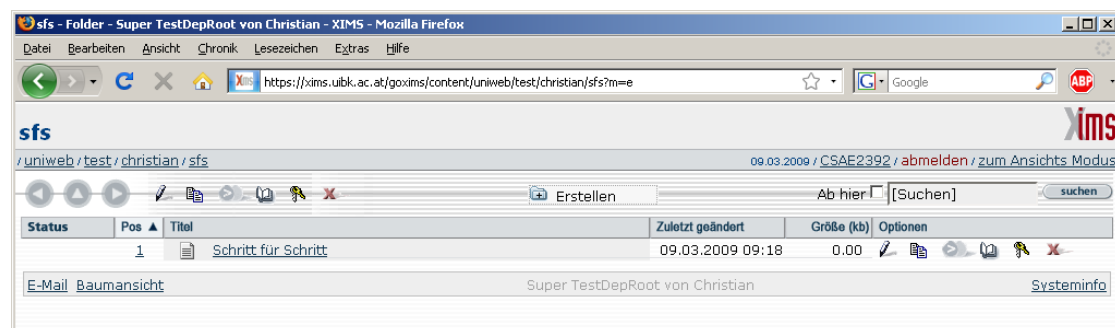 sfs - Folder - Super TestDepRoot von Christian - XIMS - Mozilla Firefox
Datei Bearbeiten Ansicht Chronik Lesezeichen Extras Hilfe
Xims https://xims.uibk.ac.at/goxims/content/uniweb/test/christian/sfs?m=e G Google ABP
sfs Xims
/ uniweb / test / christian / sfs 09.03.2009 / CSAE2392 / abmelden / zum Ansichts Modus
Erstellen Ab hier [Suchen] suchen
Status Pos ▲ Titel Zuletzt geändert Größe (kb) Optionen
1 Schritt für Schritt 09.03.2009 09:18 0.00
E-Mail Baumansicht Super TestDepRoot von Christian Systeminfo